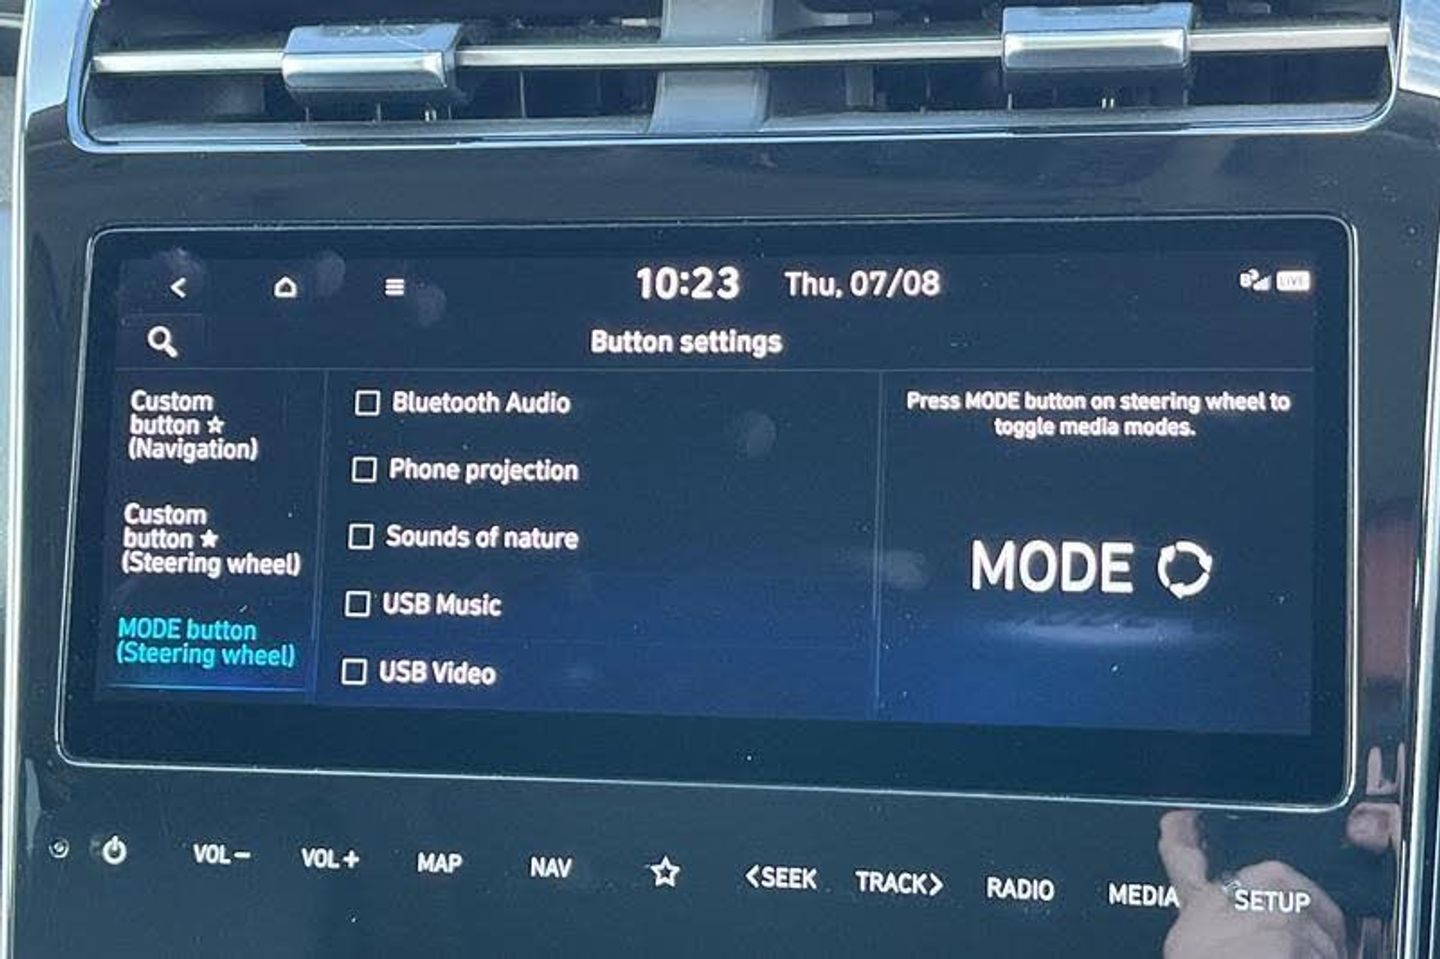 10:23 Thu, 07/08
LIVE
Button settings
Custom
button ☆
(Navigation)
Custom
button ★
(Steering wheel)
MODE button
(Steering wheel)
Bluetooth Audio
Phone projection
Sounds of nature
USB Music
USB Video
Press MODE button on steering wheel to
toggle media modes.
MODE
VOL− VOL+ MAP NAV ☆ <SEEK TRACK> RADIO MEDIA SETUP